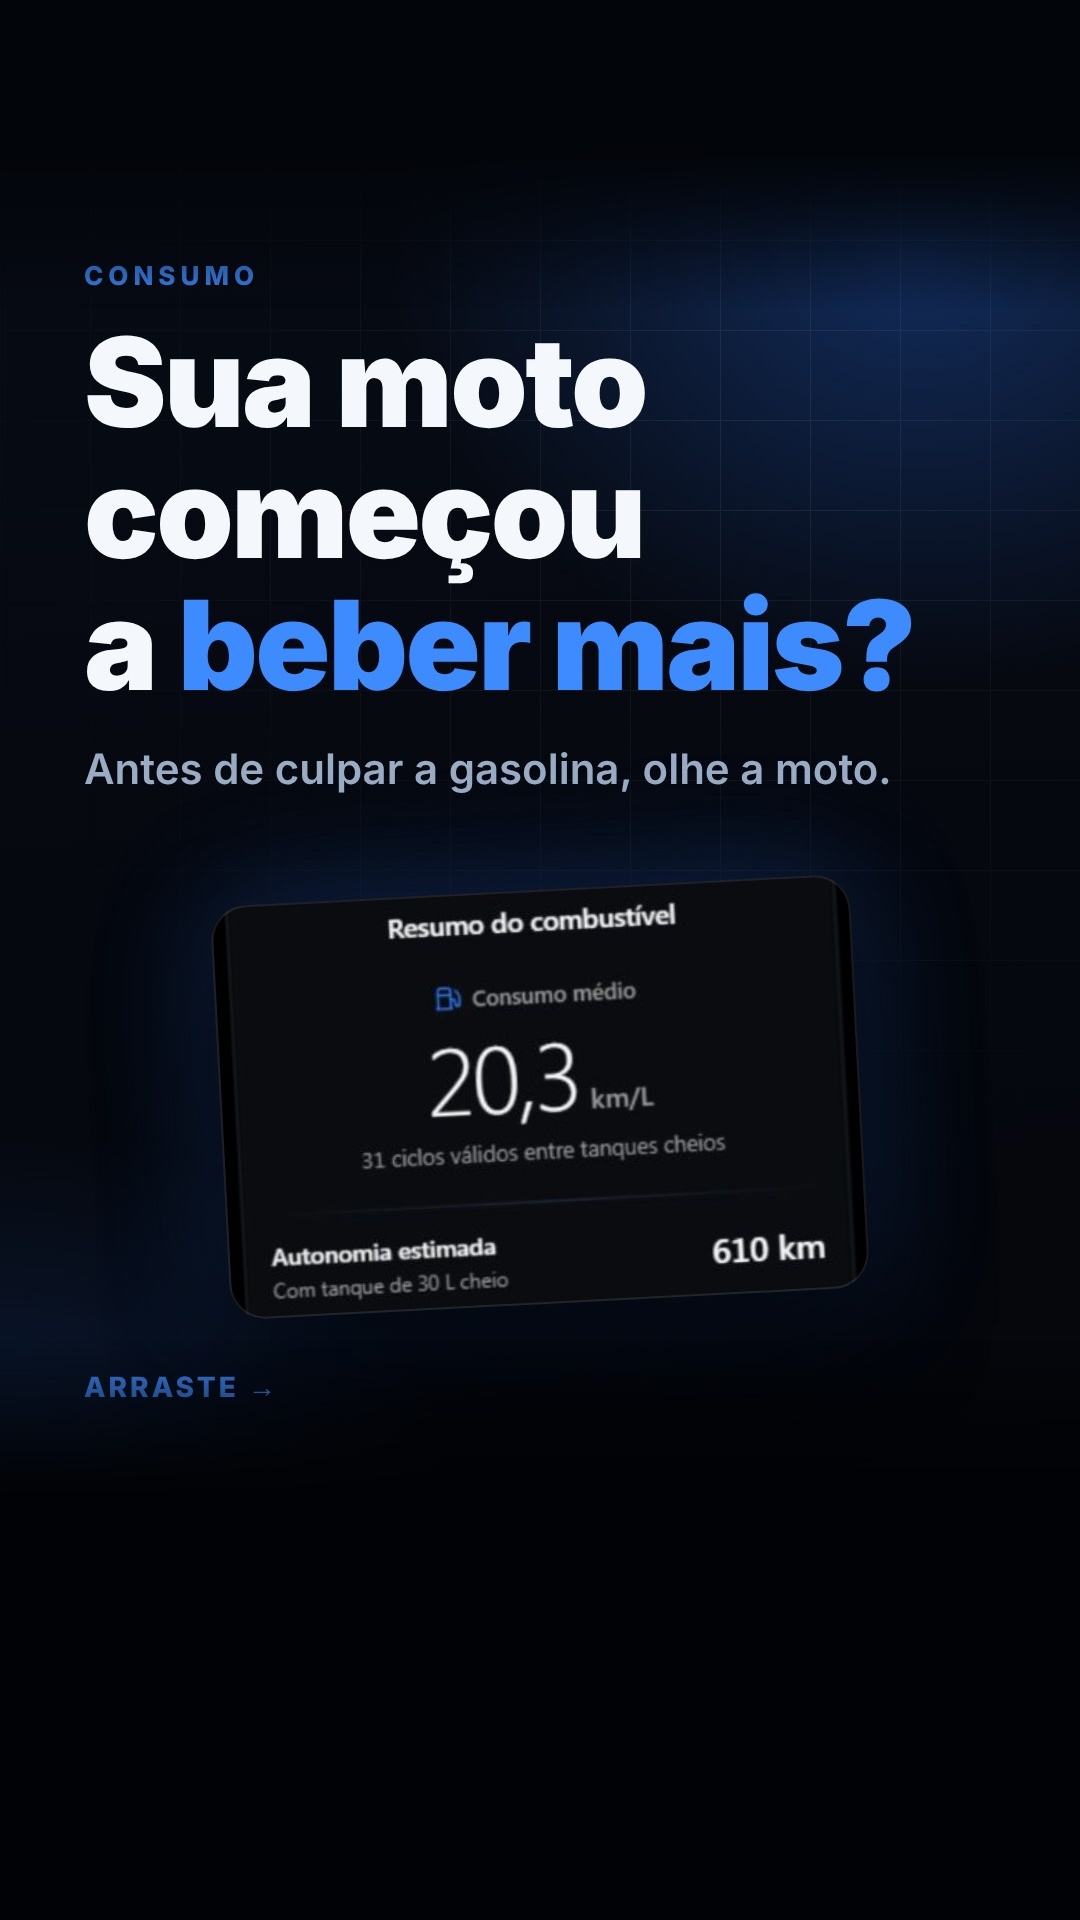 CONSUMO
Sua moto
começou
a beber mais?
Antes de culpar a gasolina, olhe a moto.
Resumo do combustível
Consumo médio
20,3 km/L
31 ciclos válidos entre tanques cheios
Autonomia estimada
610 km
Com tanque de 30 L cheio
ARRASTE →